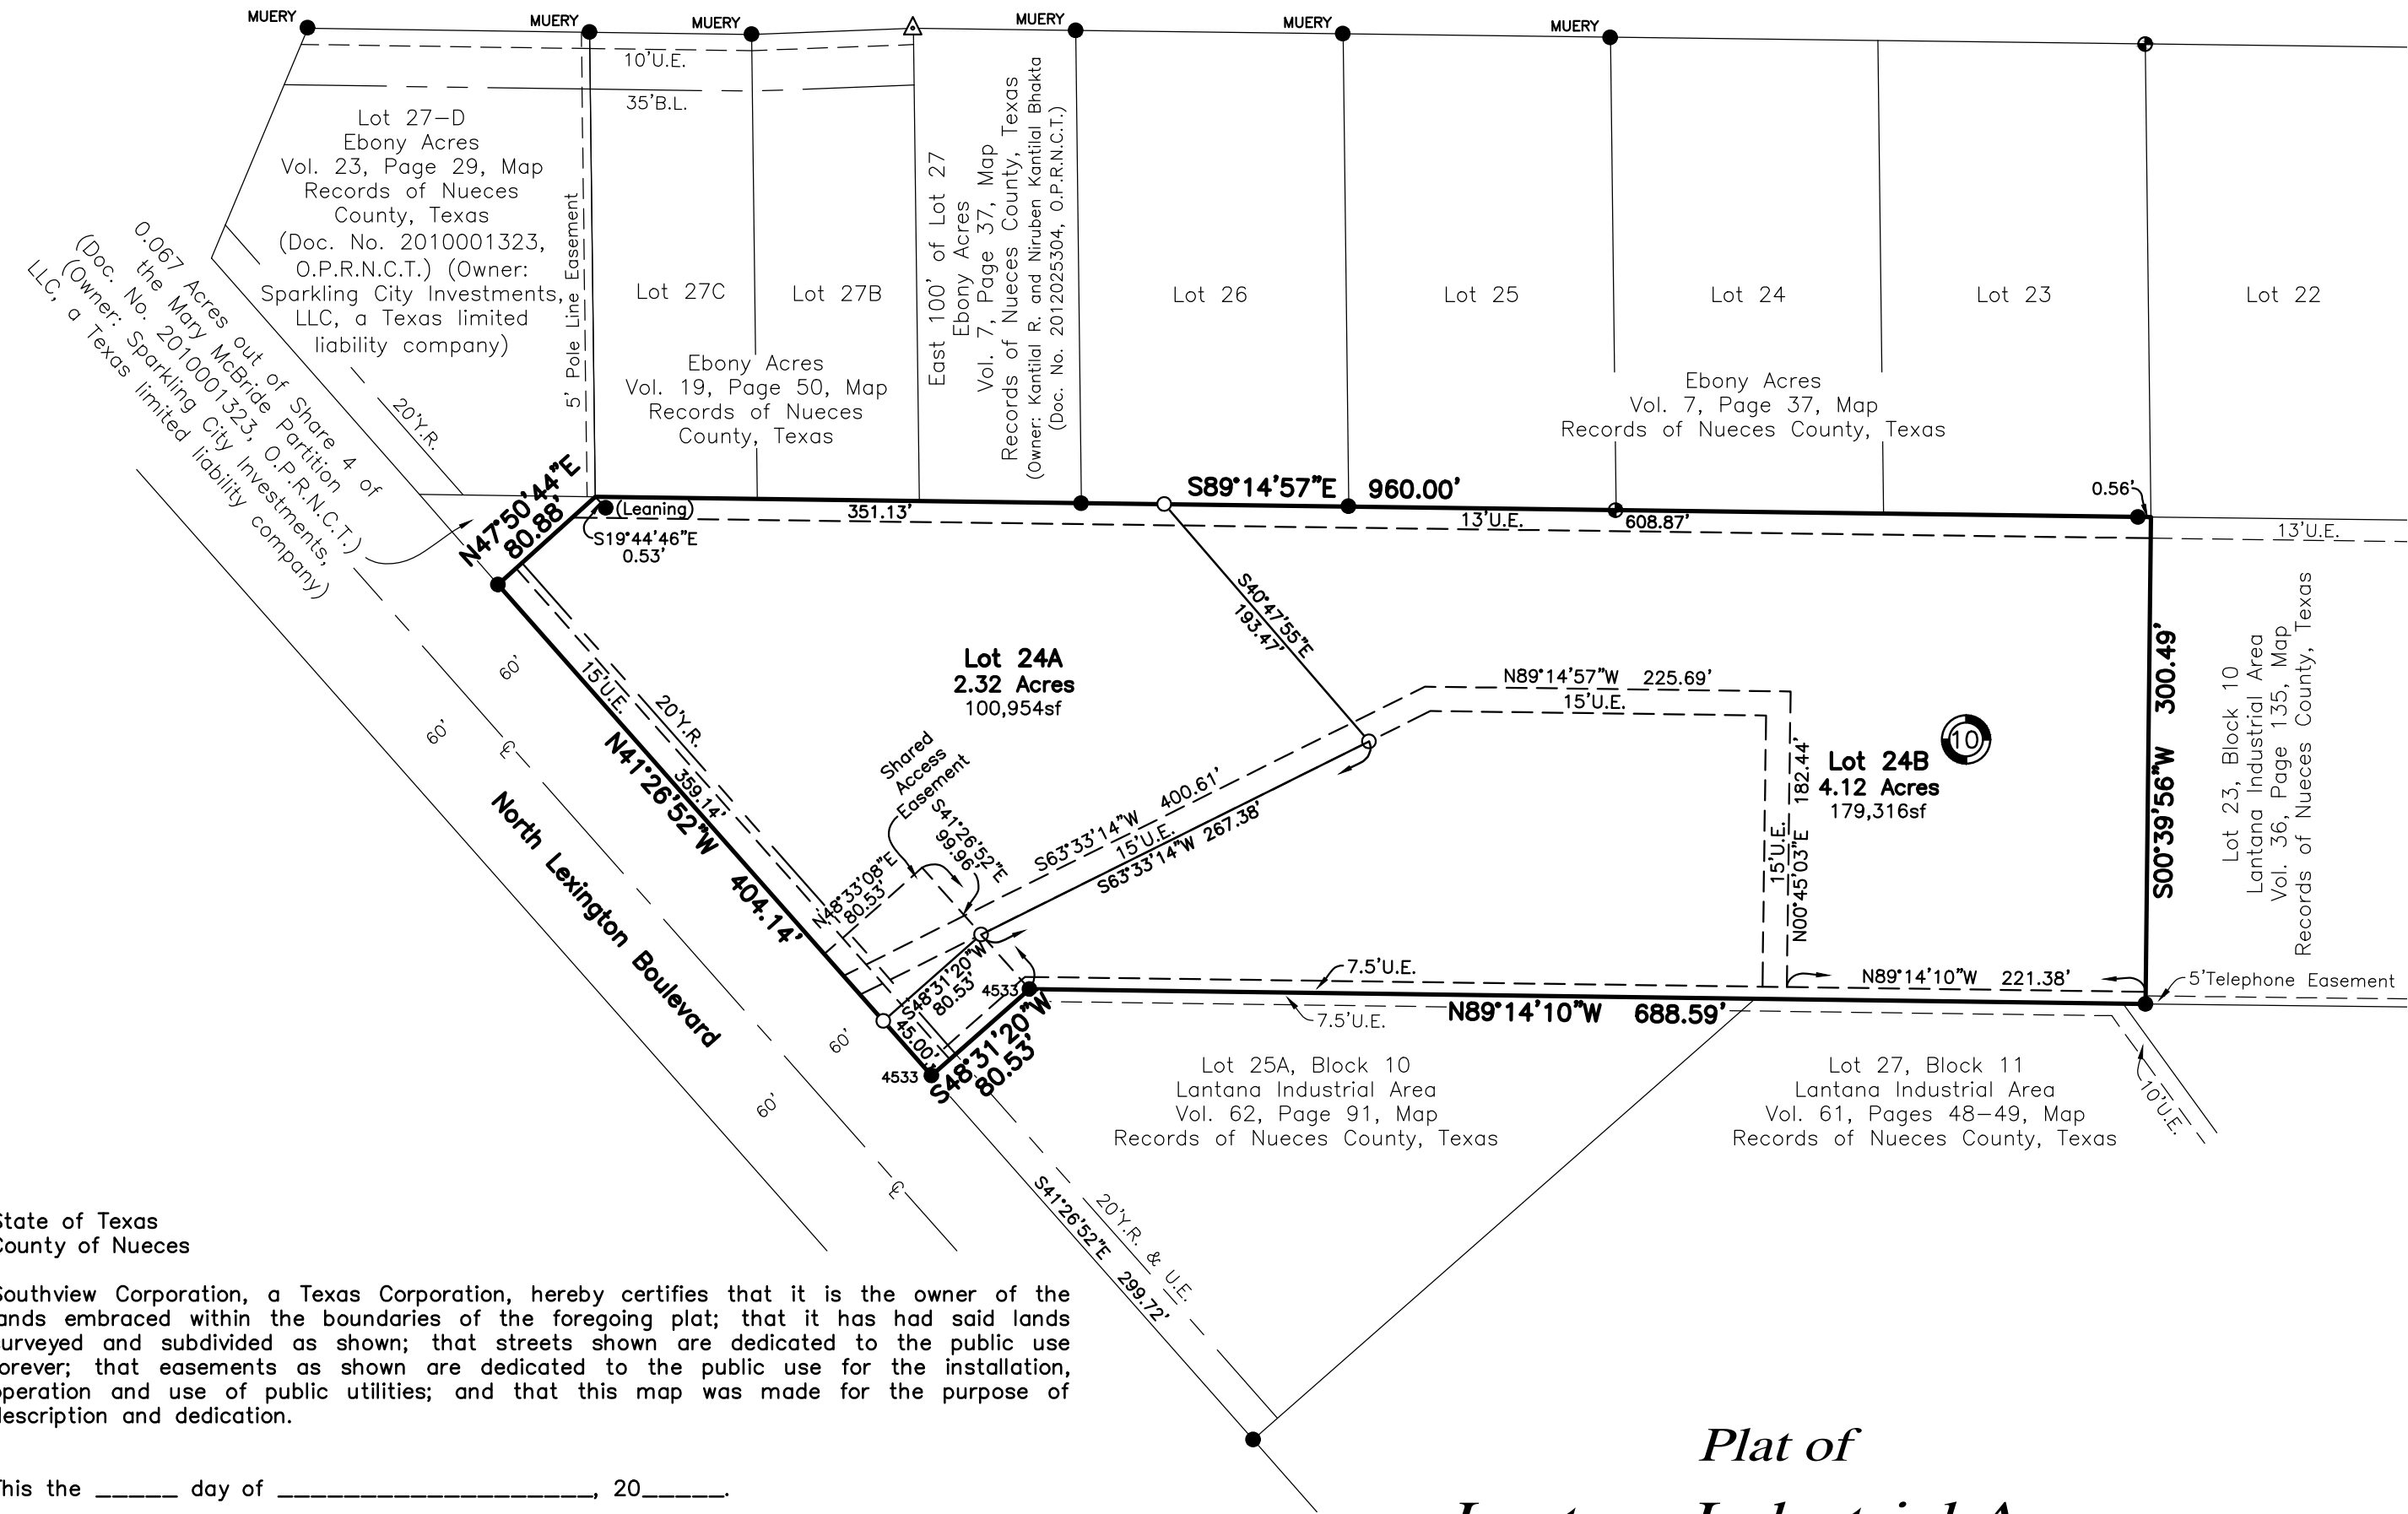 MUERY
MUERY
MUERY
MUERY
MUERY
MUERY
10'U.E.
35'B.L.
Lot 27-D
Ebony Acres
Vol. 23, Page 29, Map
Records of Nueces
County, Texas
(Doc. No. 2010001323,
O.P.R.N.C.T.) (Owner:
Sparkling City Investments,
LLC, a Texas limited
liability company)
5' Pole Line Easement
Lot 27C
Lot 27B
Ebony Acres
Vol. 19, Page 50, Map
Records of Nueces
County, Texas
East 100' of Lot 27
Ebony Acres
Vol. 7, Page 37, Map
Records of Nueces County, Texas
(Owner: Kantilal R. and Niruben Kantilal Bhakta
(Doc. No. 2012025304, O.P.R.N.C.T.)
Lot 26
Lot 25
Lot 24
Lot 23
Lot 22
Ebony Acres
Vol. 7, Page 37, Map
Records of Nueces County, Texas
0.067 Acres out of Share 4 of
the Mary McBride Partition
(Doc. No. 2010001323, O.P.R.N.C.T.)
(Owner: Sparkling City Investments,
LLC, a Texas limited liability company)
20'Y.R.
N47°50'44"E
80.88'
(Leaning)
S19°44'46"E
0.53'
351.13'
S89°14'57"E 960.00'
13'U.E.
608.87'
0.56'
13'U.E.
S40°47'55"E
193.47'
Lot 24A
2.32 Acres
100,954sf
15'U.E.
20'Y.R.
359.14'
N41°26'52"W 404.14'
60'
60'
℄
North Lexington Boulevard
Shared
Access
Easement
S41°26'52"E
99.96'
N48°33'08"E
80.53'
S63°33'14"W 400.61'
15'U.E.
S63°33'14"W 267.38'
N89°14'57"W 225.69'
15'U.E.
182.44'
15'U.E.
N00°45'03"E
Lot 24B
4.12 Acres
179,316sf
10
S00°39'56"W 300.49'
Lot 23, Block 10
Lantana Industrial Area
Vol. 36, Page 135, Map
Records of Nueces County, Texas
S48°31'20"W
80.53'
45.00'
4533
4533
S48°31'20"W
80.53'
7.5'U.E.
7.5'U.E.
N89°14'10"W 688.59'
N89°14'10"W 221.38'
5'Telephone Easement
10'U.E.
Lot 25A, Block 10
Lantana Industrial Area
Vol. 62, Page 91, Map
Records of Nueces County, Texas
Lot 27, Block 11
Lantana Industrial Area
Vol. 61, Pages 48-49, Map
Records of Nueces County, Texas
60'
60'
℄
S41°26'52"E 299.72'
20'Y.R. & U.E.
State of Texas
County of Nueces
Southview Corporation, a Texas Corporation, hereby certifies that it is the owner of the
lands embraced within the boundaries of the foregoing plat; that it has had said lands
surveyed and subdivided as shown; that streets shown are dedicated to the public use
forever; that easements as shown are dedicated to the public use for the installation,
operation and use of public utilities; and that this map was made for the purpose of
description and dedication.
This the _____ day of ___________________, 20_____.
Plat of